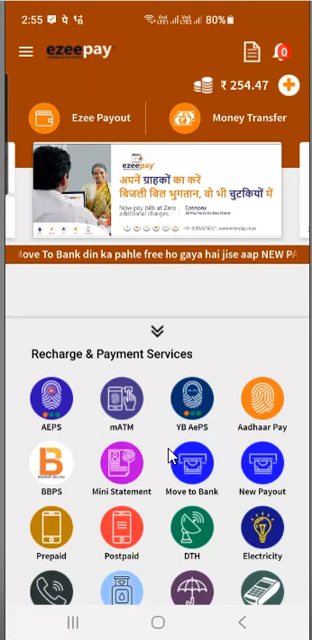 2:55
80%
ezeepay
0
₹ 254.47
Ezee Payout
Money Transfer
ezeepay
अपनें ग्राहकों का करें
बिजली बिल भुगतान, वो भी चुटकियों में
Now pay bills at Zero
additional charges.
Ezeepay
Move To Bank din ka pahle free ho gaya hai jise aap NEW PA
Recharge & Payment Services
AEPS
mATM
YB AePS
Aadhaar Pay
B
BBPS
Mini Statement
Move to Bank
New Payout
Prepaid
Postpaid
DTH
Electricity